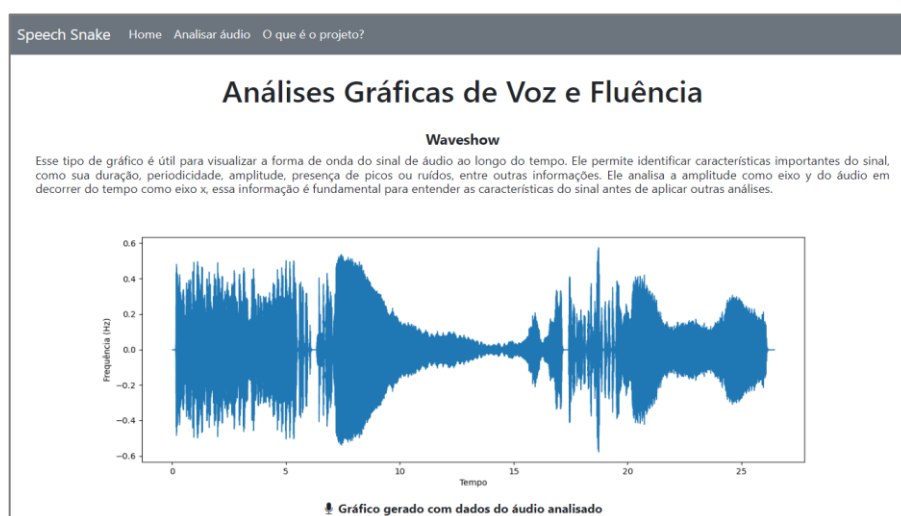 Speech Snake Home Analisar áudio O que é o projeto?
Análises Gráficas de Voz e Fluência
Waveshow
Esse tipo de gráfico é útil para visualizar a forma de onda do sinal de áudio ao longo do tempo. Ele permite identificar características importantes do sinal,
como sua duração, periodicidade, amplitude, presença de picos ou ruídos, entre outras informações. Ele analisa a amplitude como eixo y do áudio em
decorrer do tempo como eixo x, essa informação é fundamental para entender as características do sinal antes de aplicar outras análises.
0.6
0.4
0.2
0.0
−0.2
−0.4
−0.6
Frequência (Hz)
0 5 10 15 20 25
Tempo
Gráfico gerado com dados do áudio analisado